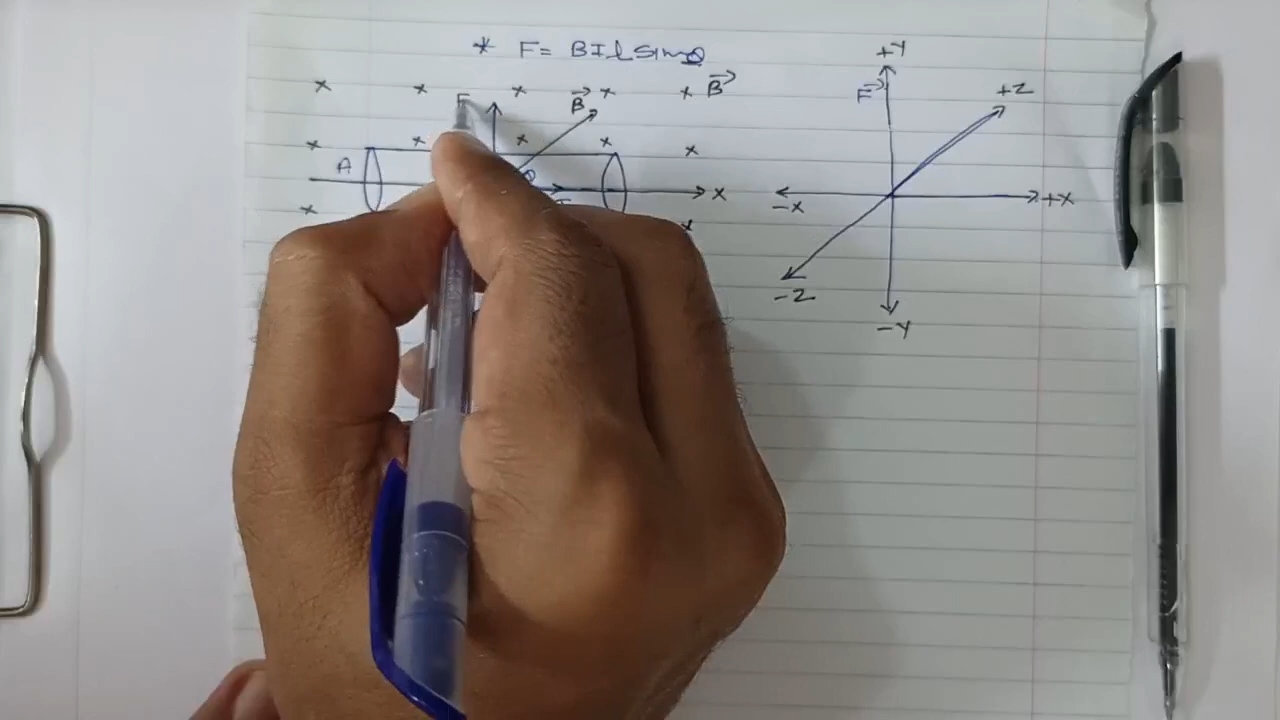 * F = BIl Sinθ
+Y
F
+Z
B
B
F
A
θ
x
-x
+x
-Z
-Y